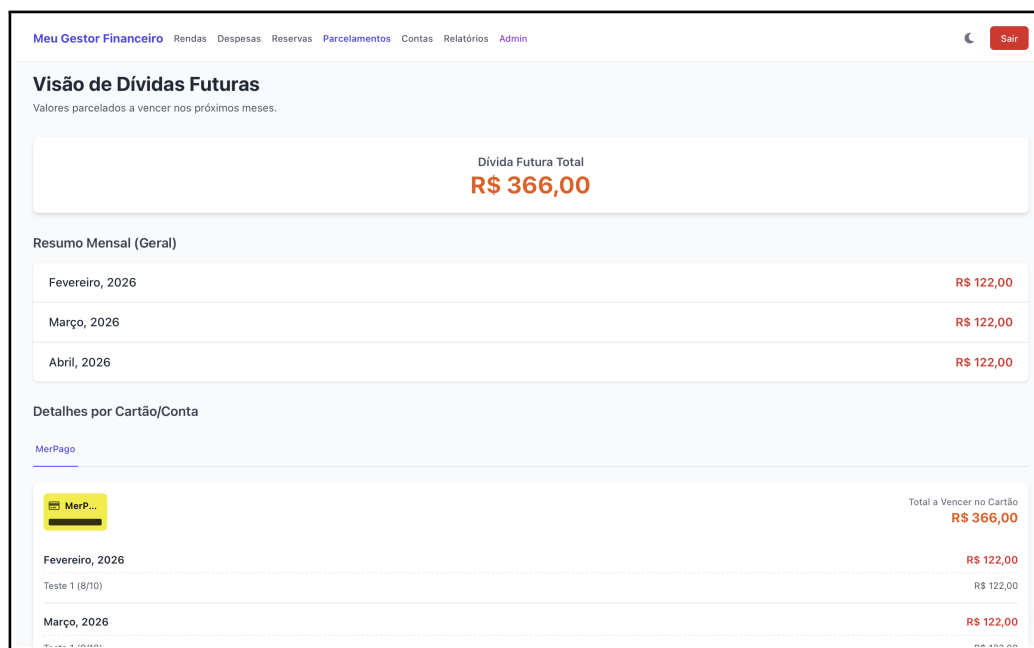 Meu Gestor Financeiro Rendas Despesas Reservas Parcelamentos Contas Relatórios Admin Sair
Visão de Dívidas Futuras
Valores parcelados a vencer nos próximos meses.
Dívida Futura Total
R$ 366,00
Resumo Mensal (Geral)
Fevereiro, 2026 R$ 122,00
Março, 2026 R$ 122,00
Abril, 2026 R$ 122,00
Detalhes por Cartão/Conta
MerPago
MerP...
Total a Vencer no Cartão
R$ 366,00
Fevereiro, 2026 R$ 122,00
Teste 1 (8/10) R$ 122,00
Março, 2026 R$ 122,00